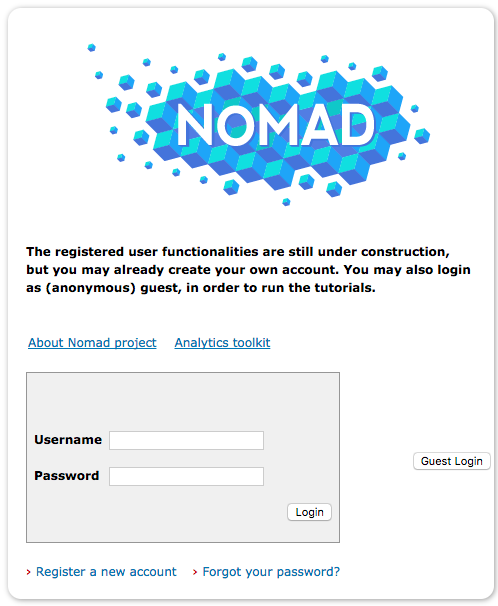 NOMAD
The registered user functionalities are still under construction,
but you may already create your own account. You may also login
as (anonymous) guest, in order to run the tutorials.
About Nomad project Analytics toolkit
Username
Guest Login
Password
Login
› Register a new account › Forgot your password?